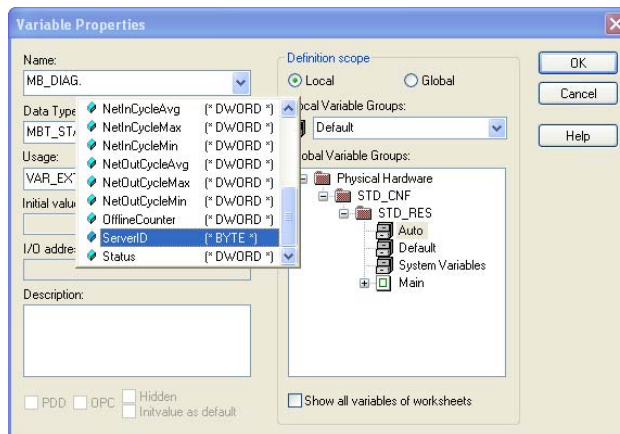 Variable Properties
Name:
MB_DIAG.
Data Type
MBT_STA
Usage:
VAR_EXT
Initial value
I/O addre
Description:
NetInCycleAvg (* DWORD *)
NetInCycleMax (* DWORD *)
NetInCycleMin (* DWORD *)
NetOutCycleAvg (* DWORD *)
NetOutCycleMax (* DWORD *)
NetOutCycleMin (* DWORD *)
OfflineCounter (* DWORD *)
ServerID (* BYTE *)
Status (* DWORD *)
PDD
OPC
Hidden
Initvalue as default
Definition scope
Local
Global
ocal Variable Groups:
Default
obal Variable Groups:
Physical Hardware
STD_CNF
STD_RES
Auto
Default
System Variables
Main
Show all variables of worksheets
OK
Cancel
Help